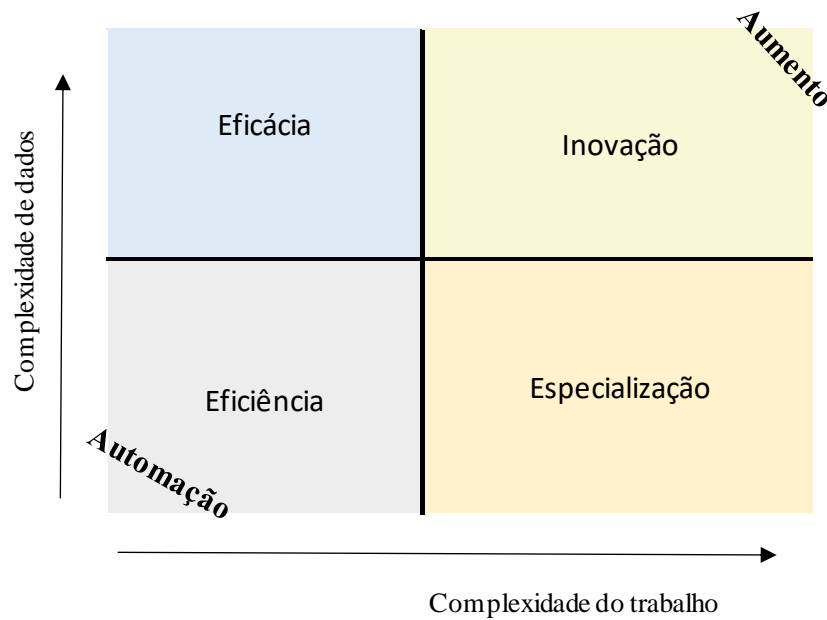 Aumento
Eficácia
Inovação
Complexidade de dados
Eficiência
Especialização
Automação
Complexidade do trabalho